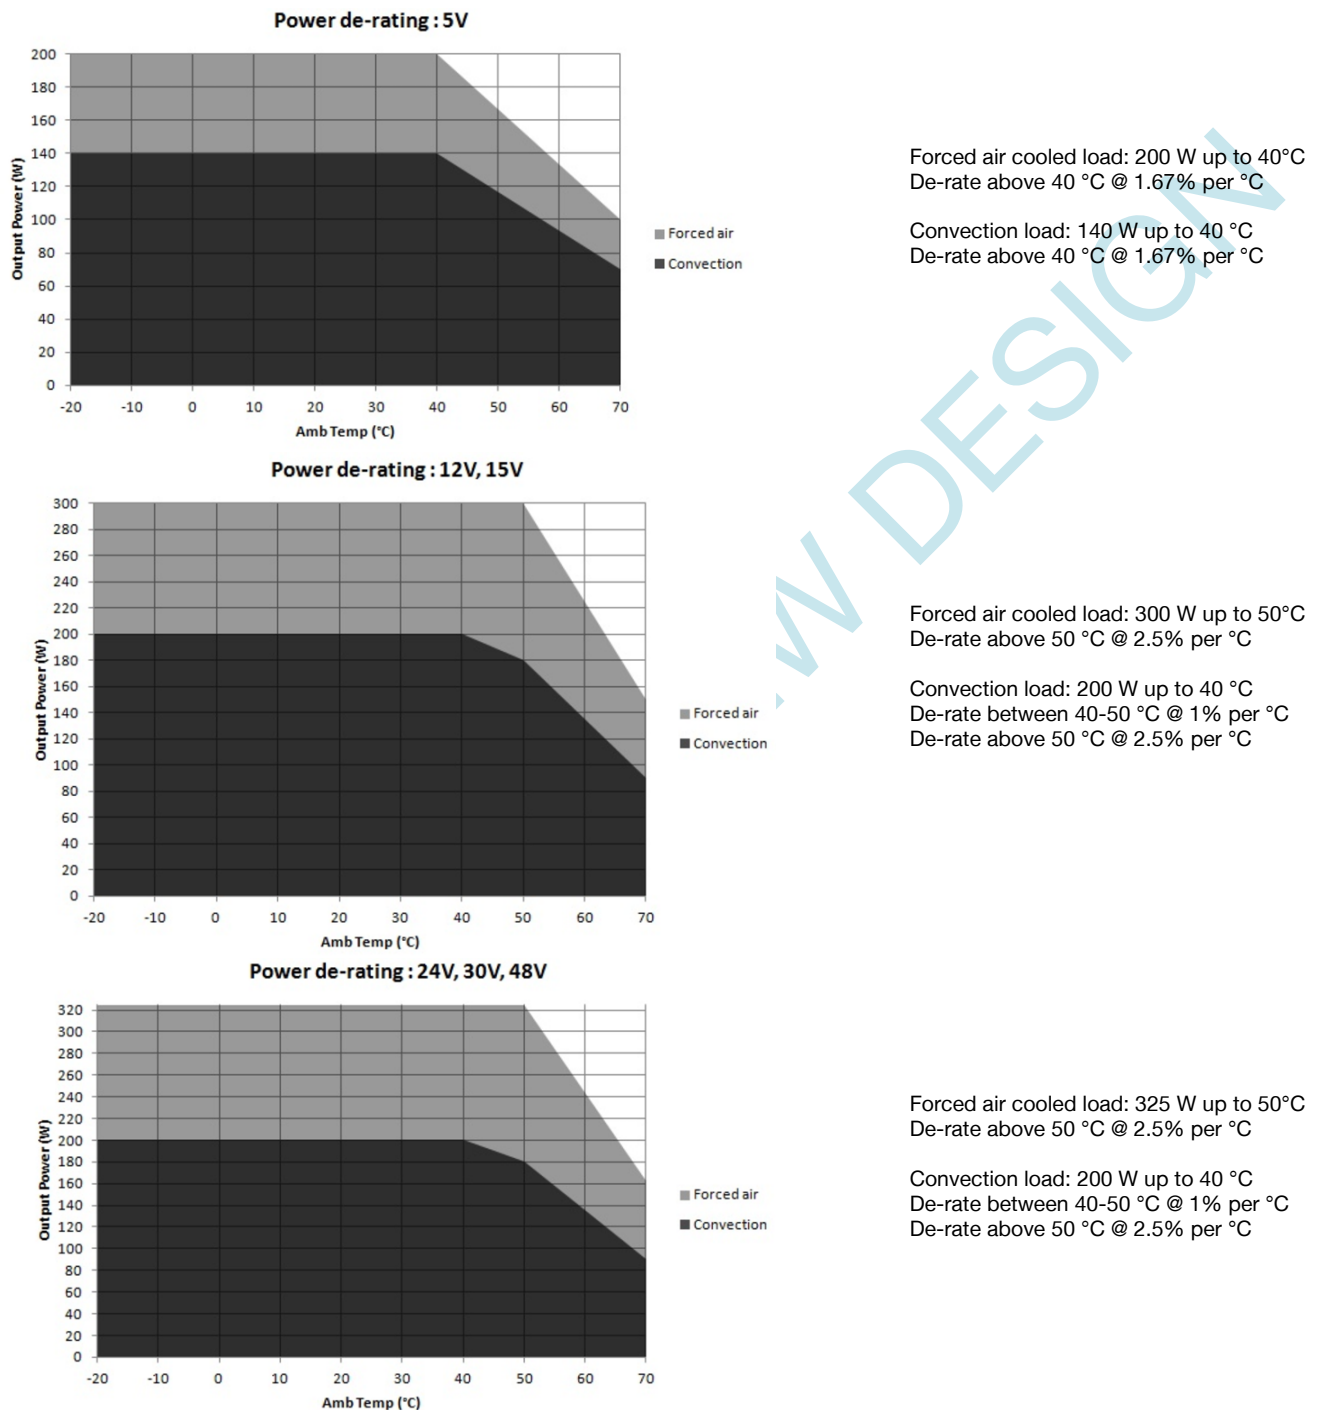 Power de-rating : 5V
200
180
160
140
120
100
80
60
40
20
0
Output Power (W)
-20 -10 0 10 20 30 40 50 60 70
Amb Temp (°C)
Forced air
Convection
Forced air cooled load: 200 W up to 40°C
De-rate above 40 °C @ 1.67% per °C
Convection load: 140 W up to 40 °C
De-rate above 40 °C @ 1.67% per °C
Power de-rating : 12V, 15V
300
280
260
240
220
200
180
160
140
120
100
80
60
40
20
0
Output Power (W)
-20 -10 0 10 20 30 40 50 60 70
Amb Temp (°C)
Forced air
Convection
Forced air cooled load: 300 W up to 50°C
De-rate above 50 °C @ 2.5% per °C
Convection load: 200 W up to 40 °C
De-rate between 40-50 °C @ 1% per °C
De-rate above 50 °C @ 2.5% per °C
Power de-rating : 24V, 30V, 48V
320
300
280
260
240
220
200
180
160
140
120
100
80
60
40
20
0
Output Power (W)
-20 -10 0 10 20 30 40 50 60 70
Amb Temp (°C)
Forced air
Convection
Forced air cooled load: 325 W up to 50°C
De-rate above 50 °C @ 2.5% per °C
Convection load: 200 W up to 40 °C
De-rate between 40-50 °C @ 1% per °C
De-rate above 50 °C @ 2.5% per °C
DESIGN